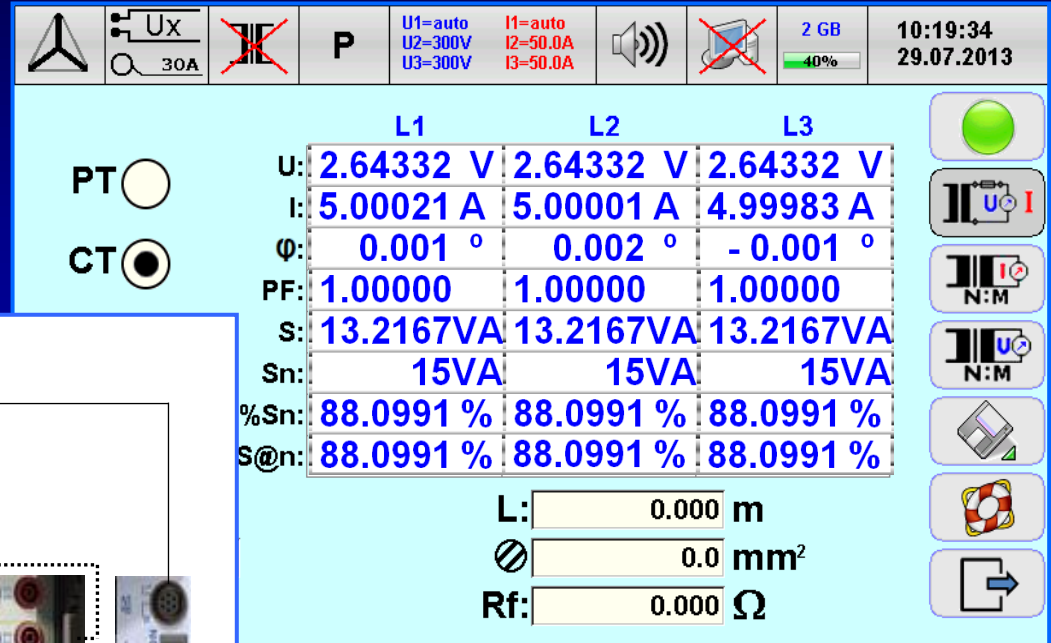 Ux
30A
P
U1=auto
U2=300V
U3=300V
I1=auto
I2=50.0A
I3=50.0A
2 GB
40%
10:19:34
29.07.2013
L1 L2 L3
PT
CT
U: 2.64332 V 2.64332 V 2.64332 V
I: 5.00021 A 5.00001 A 4.99983 A
φ: 0.001 º 0.002 º - 0.001 º
PF: 1.00000 1.00000 1.00000
S: 13.2167VA 13.2167VA 13.2167VA
Sn: 15VA 15VA 15VA
%Sn: 88.0991 % 88.0991 % 88.0991 %
S@n: 88.0991 % 88.0991 % 88.0991 %
L: 0.000 m
0.0 mm²
Rf: 0.000 Ω
U I
I
N:M
U
N:M